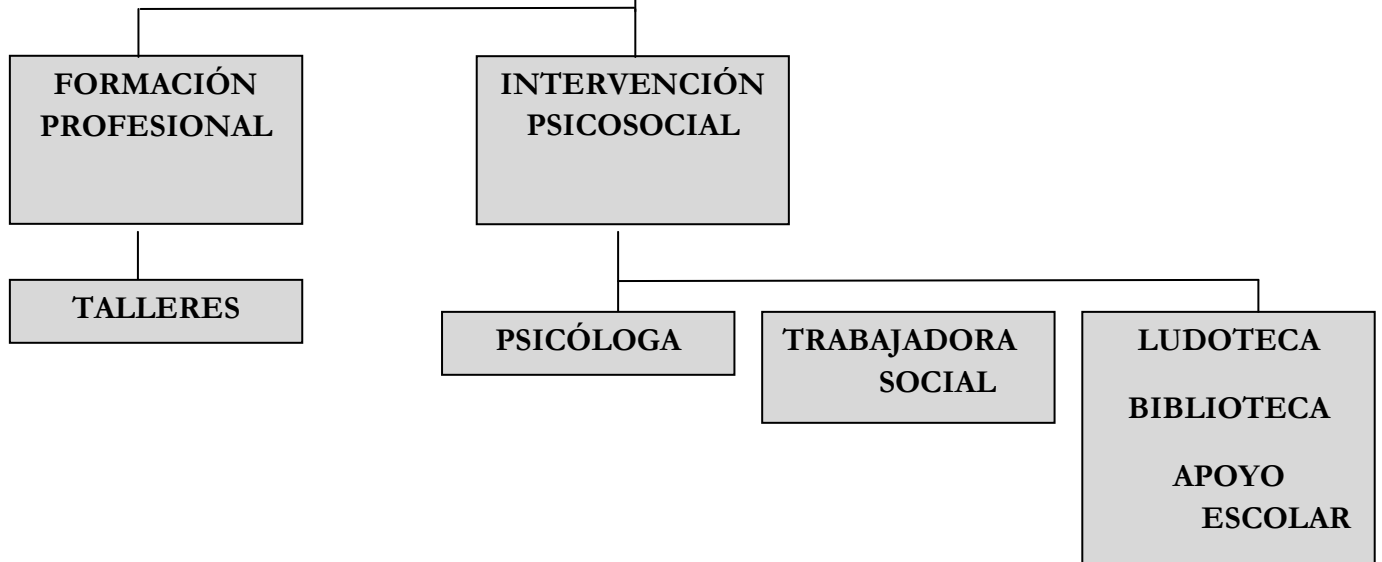 FORMACIÓN
PROFESIONAL
INTERVENCIÓN
PSICOSOCIAL
TALLERES
PSICÓLOGA
TRABAJADORA
SOCIAL
LUDOTECA
BIBLIOTECA
APOYO
ESCOLAR